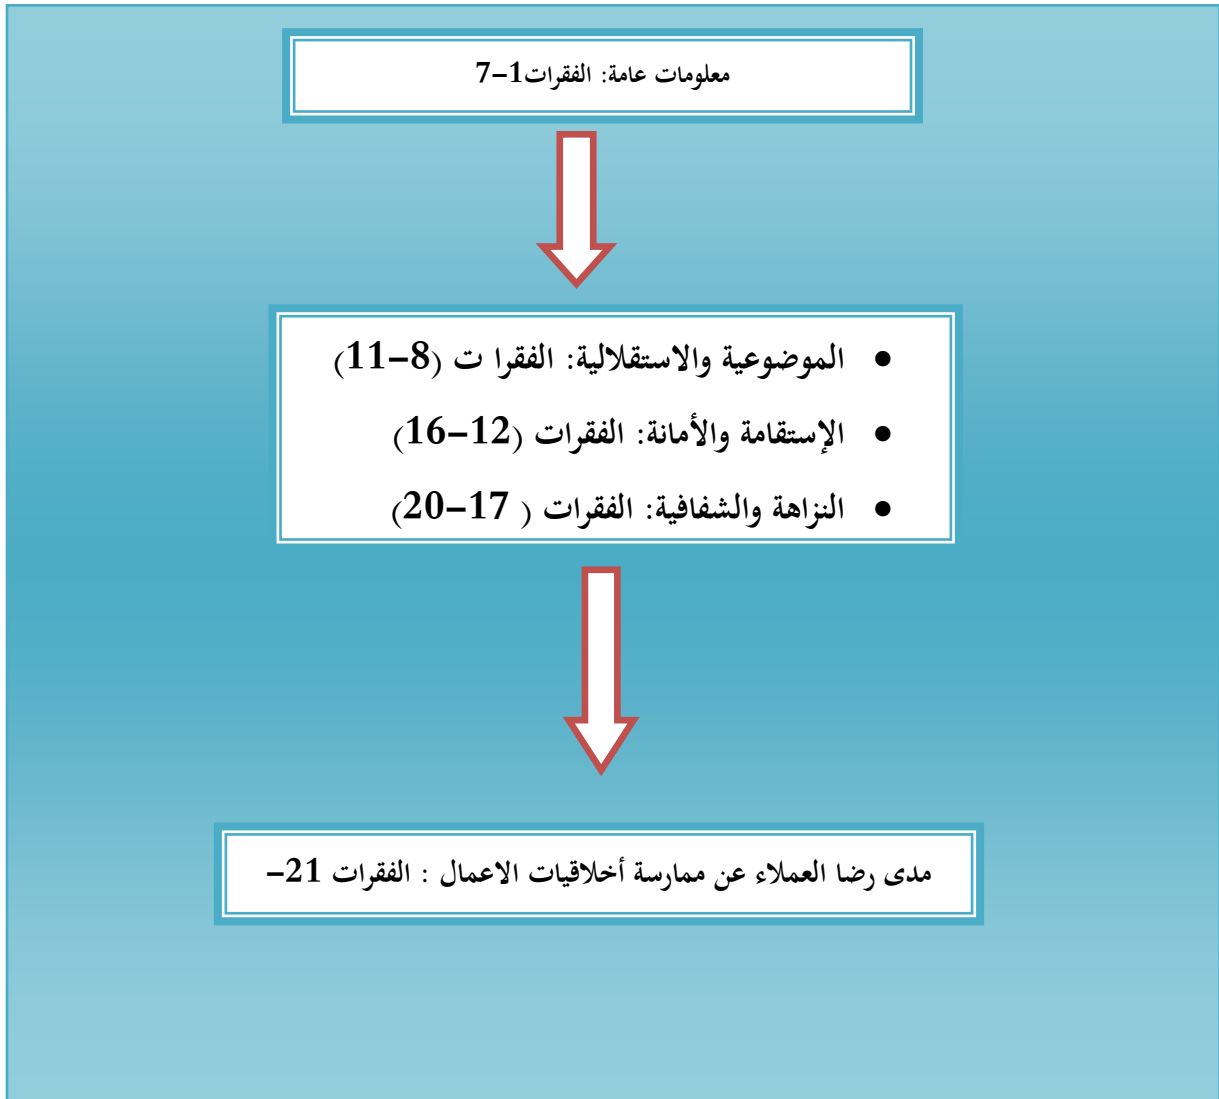 معلومات عامة: الفقرات1–7
• الموضوعية والاستقلالية: الفقرا ت (8–11)
• الإستقامة والأمانة: الفقرات (12–16)
• النزاهة والشفافية: الفقرات ( 17–20)
مدى رضا العملاء عن ممارسة أخلاقيات الاعمال : الفقرات 21–